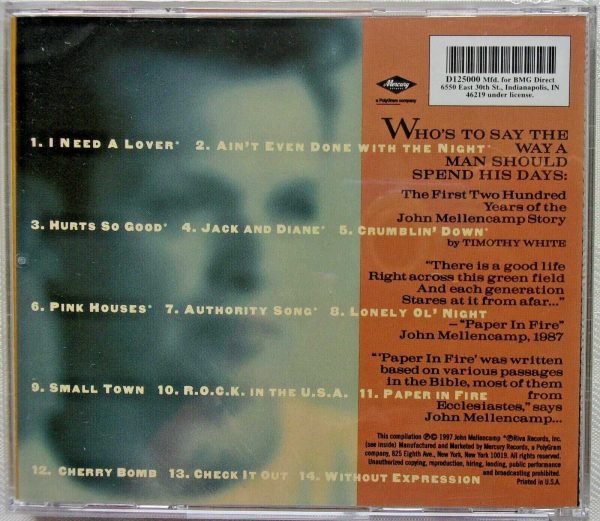 D125000 Mfd. for BMG Direct
6550 East 30th St., Indianapolis, IN
46219 under license.
Mercury
a PolyGram company
1. I Need A Lover* 2. Ain't Even Done with the Night*
3. Hurts So Good* 4. Jack and Diane* 5. Crumblin' Down*
6. Pink Houses* 7. Authority Song* 8. Lonely Ol' Night
9. Small Town 10. R.O.C.K. in the U.S.A. 11. Paper in Fire
12. Cherry Bomb 13. Check It Out 14. Without Expression
Who's to say the
way a
man should
spend his days:
The First Two Hundred
Years of the
John Mellencamp Story
by TIMOTHY WHITE
"There is a good life
Right across this green field
And each generation
Stares at it from afar..."
– "Paper In Fire"
John Mellencamp, 1987
"'Paper In Fire' was written
based on various passages
in the Bible, most of them
from
Ecclesiastes," says
John Mellencamp...
This compilation ℗© 1997 John Mellencamp *℗Riva Records, Inc.
(see inside) Manufactured and Marketed by Mercury Records, a PolyGram
company, 825 Eighth Ave., New York, New York 10019. All rights reserved.
Unauthorized copying, reproduction, hiring, lending, public performance
and broadcasting prohibited.
Printed in U.S.A.